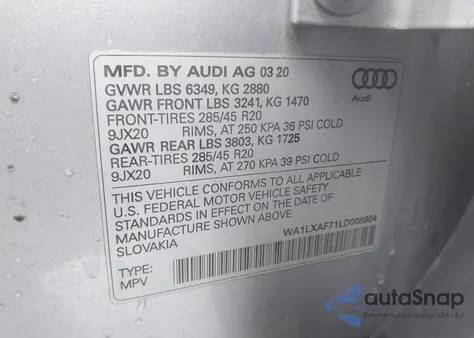 MFD. BY AUDI AG 03 20
GVWR LBS 6349, KG 2880
GAWR FRONT LBS 3241, KG 1470
FRONT-TIRES 285/45 R20
9JX20 RIMS, AT 250 KPA 36 PSI COLD
GAWR REAR LBS 3803, KG 1725
REAR-TIRES 285/45 R20
9JX20 RIMS, AT 270 KPA 39 PSI COLD
THIS VEHICLE CONFORMS TO ALL APPLICABLE
U.S. FEDERAL MOTOR VEHICLE SAFETY
STANDARDS IN EFFECT ON THE DATE OF
MANUFACTURE SHOWN ABOVE.
SLOVAKIA
WA1LXAF71LD008604
TYPE:
MPV
Audi
autoSnap